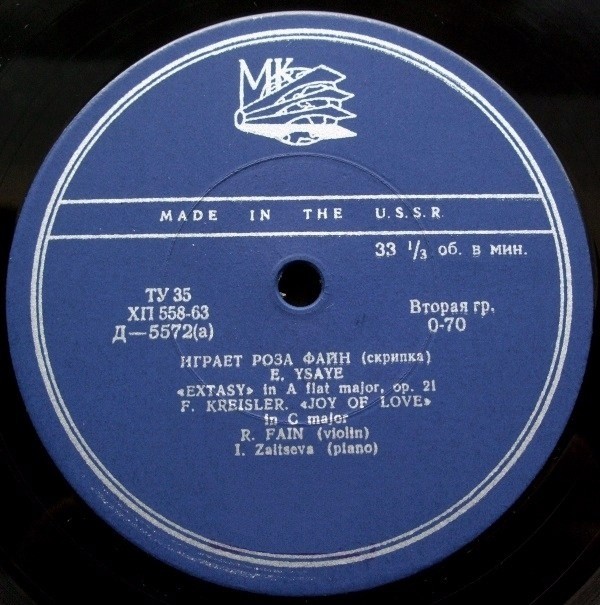 МК
MADE IN THE U.S.S.R.
33 1/3 об. в мин.
ТУ 35
ХП 558-63
Д—5572(а)
Вторая гр.
0-70
ИГРАЕТ РОЗА ФАЙН (скрипка)
E. YSAYE
«EXTASY» in A flat major, op. 21
F. KREISLER. «JOY OF LOVE»
in C major
R. FAIN (violin)
I. Zaitseva (piano)